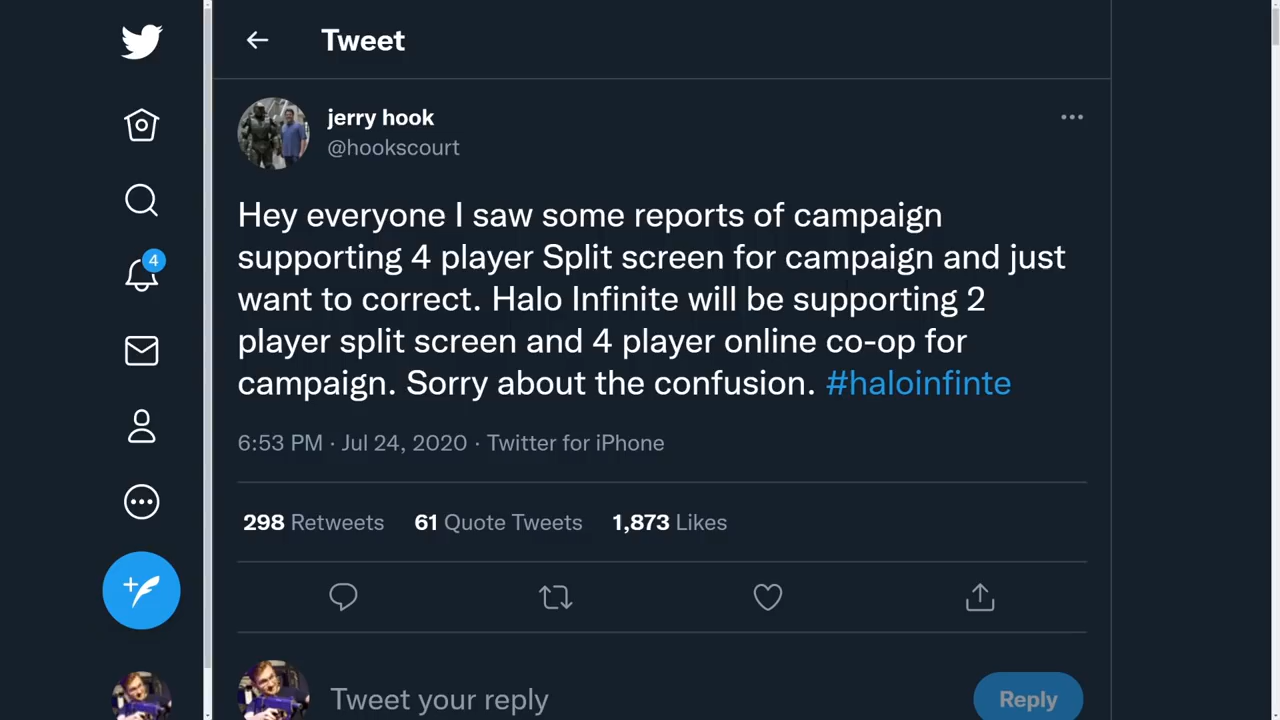 Tweet
jerry hook
@hookscourt
Hey everyone I saw some reports of campaign
supporting 4 player Split screen for campaign and just
want to correct. Halo Infinite will be supporting 2
player split screen and 4 player online co-op for
campaign. Sorry about the confusion. #haloinfinte
6:53 PM · Jul 24, 2020 · Twitter for iPhone
298 Retweets 61 Quote Tweets 1,873 Likes
4
Tweet your reply
Reply